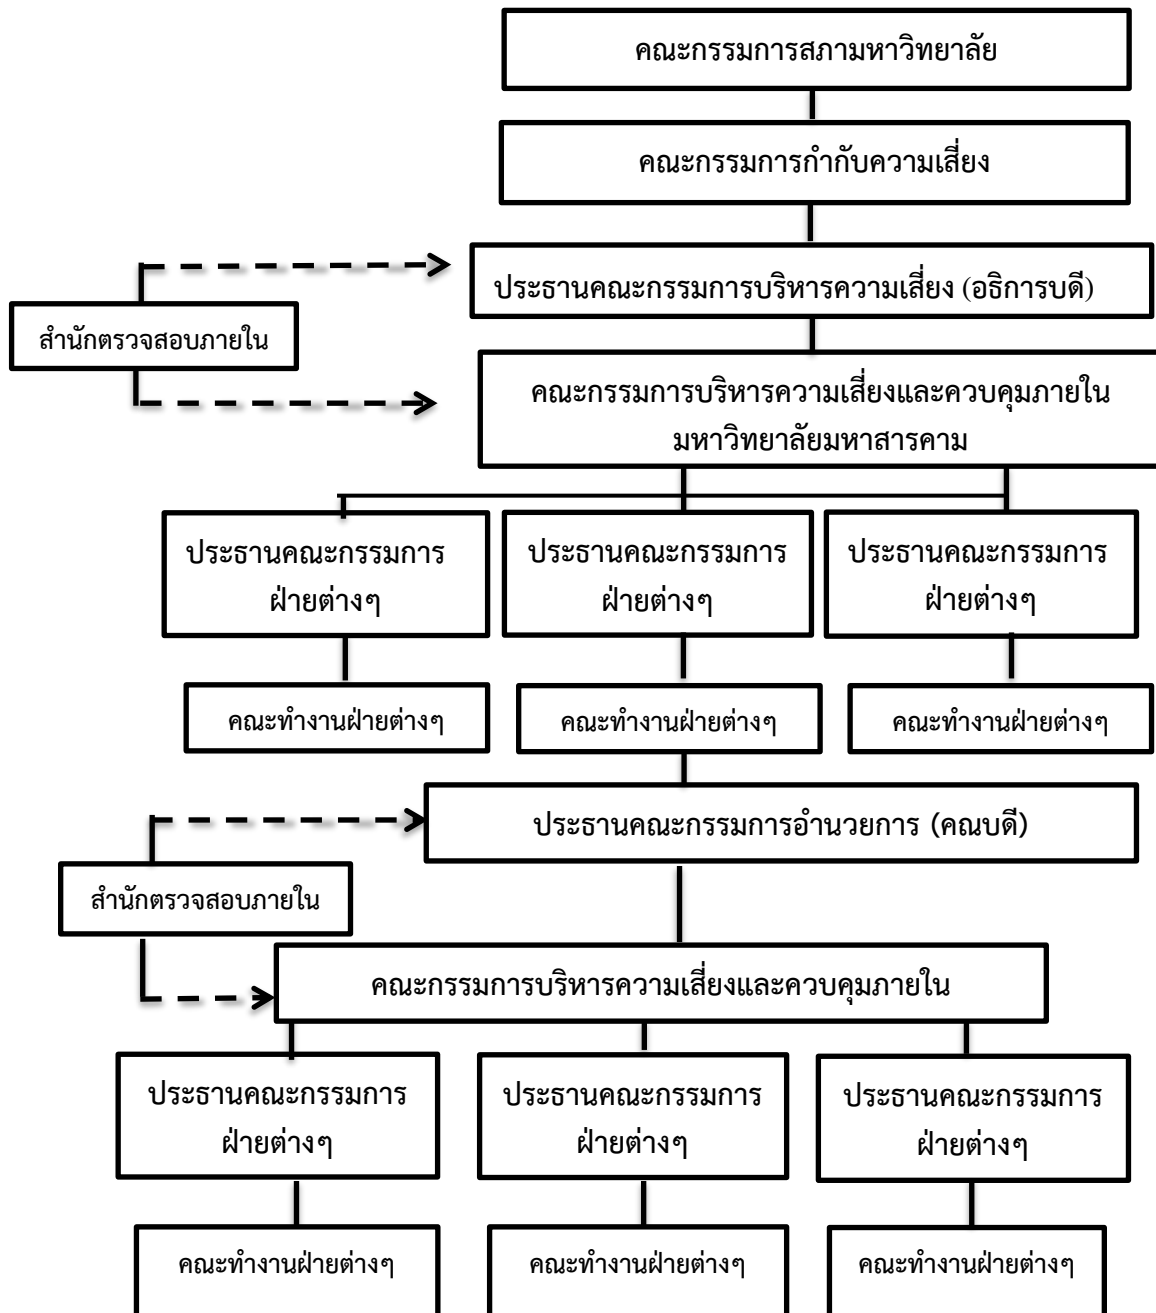 คณะกรรมการสภามหาวิทยาลัย
คณะกรรมการกำกับความเสี่ยง
ประธานคณะกรรมการบริหารความเสี่ยง (อธิการบดี)
สำนักตรวจสอบภายใน
คณะกรรมการบริหารความเสี่ยงและควบคุมภายใน
มหาวิทยาลัยมหาสารคาม
ประธานคณะกรรมการ
ฝ่ายต่างๆ
ประธานคณะกรรมการ
ฝ่ายต่างๆ
ประธานคณะกรรมการ
ฝ่ายต่างๆ
คณะทำงานฝ่ายต่างๆ
คณะทำงานฝ่ายต่างๆ
คณะทำงานฝ่ายต่างๆ
ประธานคณะกรรมการอำนวยการ (คณบดี)
สำนักตรวจสอบภายใน
คณะกรรมการบริหารความเสี่ยงและควบคุมภายใน
ประธานคณะกรรมการ
ฝ่ายต่างๆ
ประธานคณะกรรมการ
ฝ่ายต่างๆ
ประธานคณะกรรมการ
ฝ่ายต่างๆ
คณะทำงานฝ่ายต่างๆ
คณะทำงานฝ่ายต่างๆ
คณะทำงานฝ่ายต่างๆ